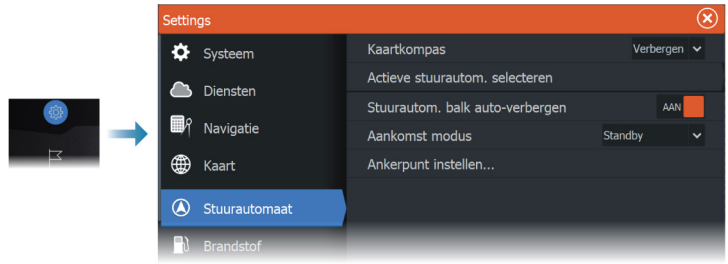 Settings
Systeem
Diensten
Navigatie
Kaart
Stuurautomaat
Brandstof
Kaartkompas Verbergen
Actieve stuurautom. selecteren
Stuurautom. balk auto-verbergen AAN
Aankomst modus Standby
Ankerpunt instellen...